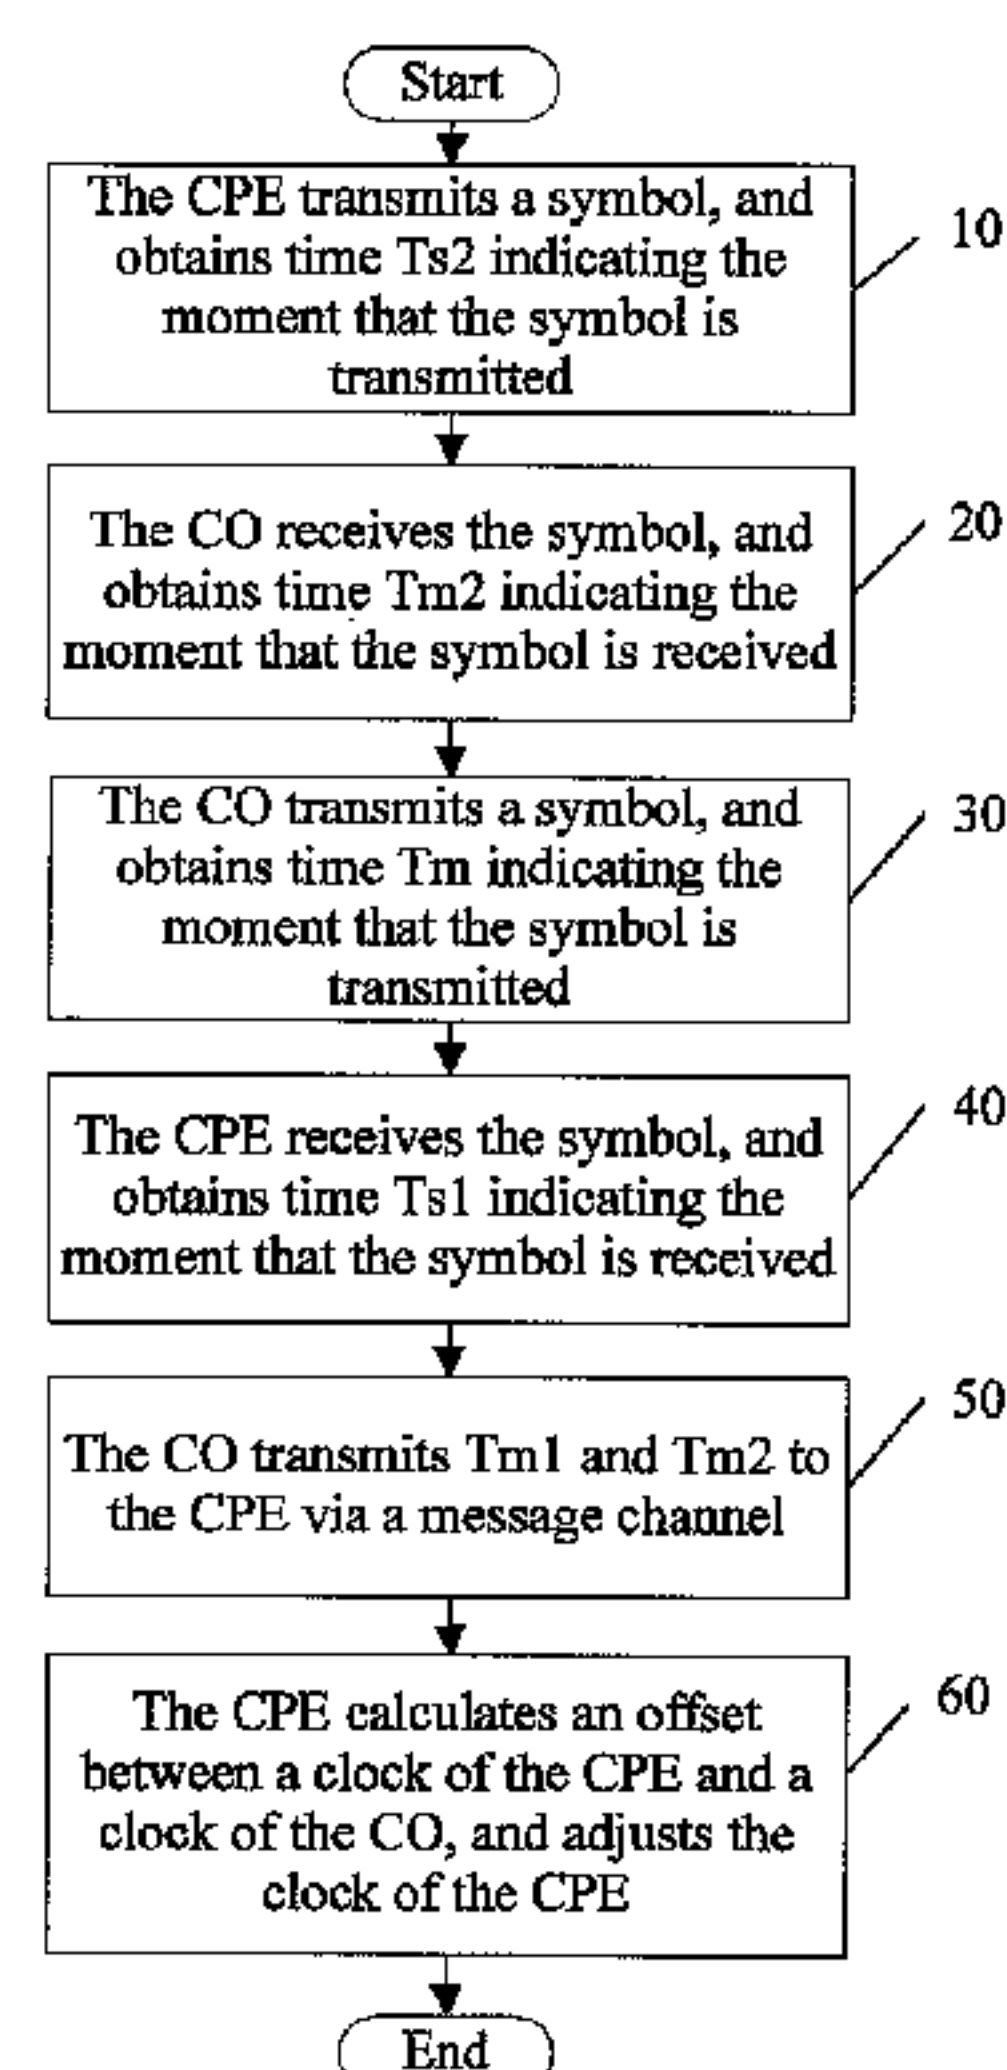 Start
The CPE transmits a symbol, and
obtains time Ts2 indicating the
moment that the symbol is
transmitted
10
The CO receives the symbol, and
obtains time Tm2 indicating the
moment that the symbol is received
20
The CO transmits a symbol, and
obtains time Tm indicating the
moment that the symbol is
transmitted
30
The CPE receives the symbol, and
obtains time Ts1 indicating the
moment that the symbol is received
40
The CO transmits Tm1 and Tm2 to
the CPE via a message channel
50
The CPE calculates an offset
between a clock of the CPE and a
clock of the CO, and adjusts the
clock of the CPE
60
End